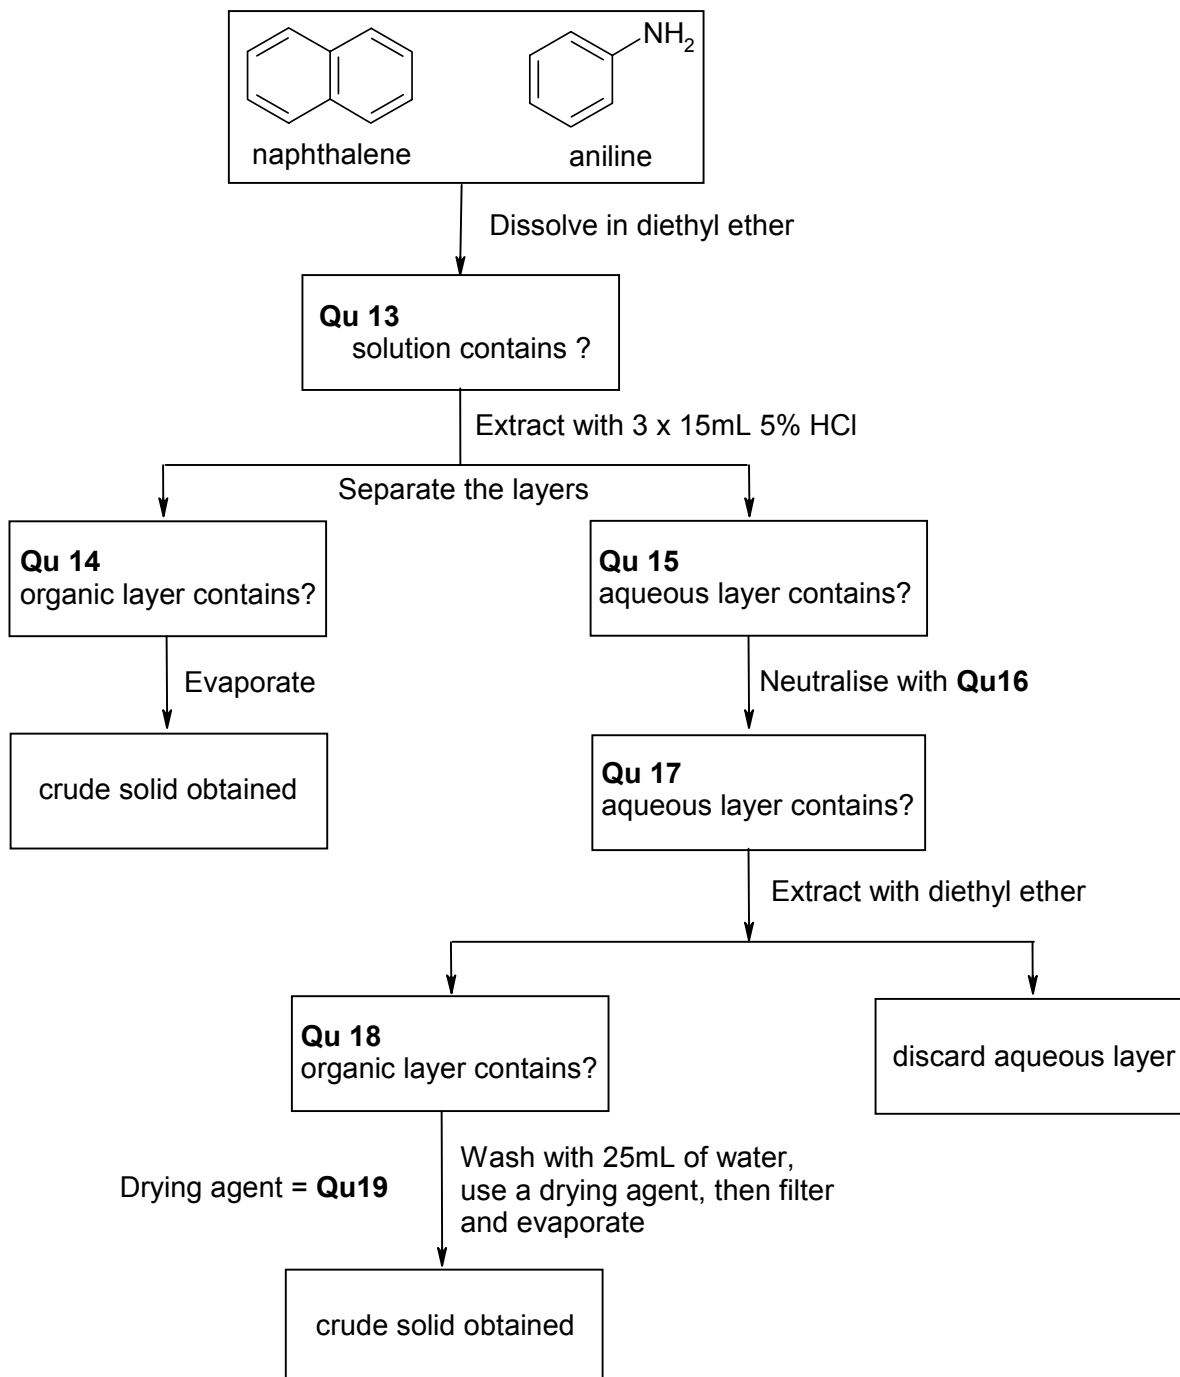 NH2
naphthalene
aniline
Dissolve in diethyl ether
Qu 13
solution contains ?
Extract with 3 x 15mL 5% HCl
Separate the layers
Qu 14
organic layer contains?
Qu 15
aqueous layer contains?
Evaporate
Neutralise with Qu16
crude solid obtained
Qu 17
aqueous layer contains?
Extract with diethyl ether
Qu 18
organic layer contains?
discard aqueous layer
Drying agent = Qu19
Wash with 25mL of water,
use a drying agent, then filter
and evaporate
crude solid obtained